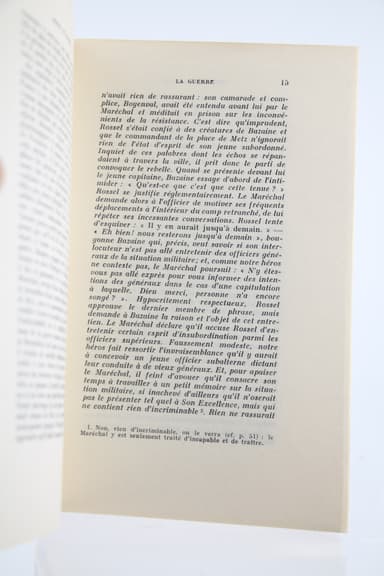 LA GUERRE 15
n'avait rien de rassurant : son camarade et com-
plice, Boyenval, avait été entendu avant lui par le
Maréchal et méditait en prison sur les inconvé-
nients de la résistance. C'est dire qu'imprudent,
Rossel s'était confié à des créatures de Bazaine et
que le commandant de la place de Metz n'ignorait
rien de l'état d'esprit de son jeune subordonné.
Inquiet de ces palabres dont les échos se répan-
daient à travers la ville, il prit donc le parti de
convoquer le rebelle. Quand se présente devant lui
le jeune capitaine, Bazaine essaye d'abord de l'inti-
mider : « Qu'est-ce que c'est que cette tenue ? »
Rossel se justifie réglementairement. Le Maréchal
demande alors à l'officier de motiver ses fréquents
déplacements à l'intérieur du camp retranché, de lui
répéter ses incessantes conversations. Rossel tente
d'esquiver : « Il y en aurait jusqu'à demain. » —
« Eh bien ! nous resterons jusqu'à demain », bou-
gonne Bazaine qui, précis, veut savoir si son inter-
locuteur n'est pas allé entretenir des officiers géné-
raux de la situation militaire; et, comme notre héros
ne conteste pas, le Maréchal poursuit : « N'y êtes-
vous pas allé exprès pour vous informer des inten-
tions des généraux dans le cas d'une capitulation
à laquelle, Dieu merci, personne n'a encore
songé ? ». Hypocritement respectueux, Rossel
approuve le dernier membre de phrase, mais
demande à Bazaine la raison et l'objet de cet entre-
tien. Le Maréchal déclare qu'il accuse Rossel d'en-
tretenir certain esprit d'insubordination parmi les
officiers supérieurs. Faussement modeste, notre
héros fait ressortir l'invraisemblance qu'il y aurait
à concevoir un jeune officier subalterne dictant
leur conduite à de vieux généraux. Et, pour apaiser
le Maréchal, il feint d'avouer qu'il consacre son
temps à travailler à un petit mémoire sur la situa-
tion militaire, si inachevé d'ailleurs qu'il n'oserait
pas le présenter tel quel à Son Excellence, mais qui
ne contient rien d'incriminable ¹. Rien ne rassurait
1. Non, rien d'incriminable, on le verra (cf. p. 51) : le
Maréchal y est seulement traité d'incapable et de traître.